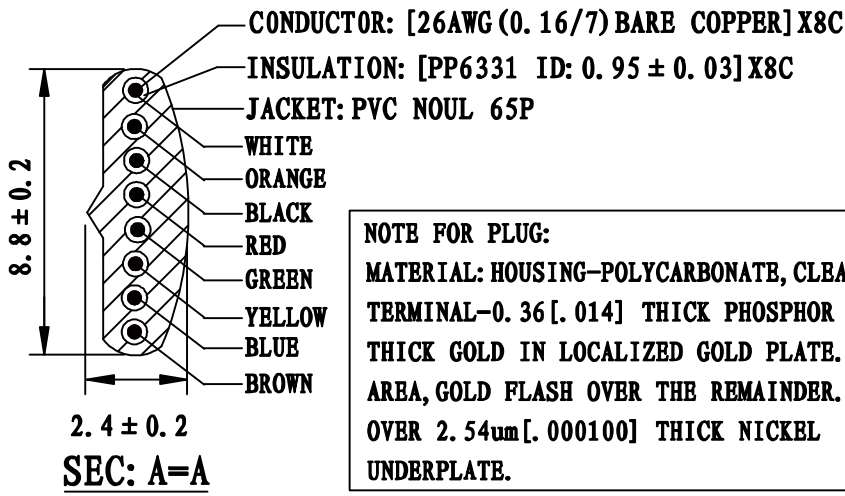 CONDUCTOR: [26AWG(0.16/7)BARE COPPER]X8C
INSULATION: [PP6331 ID: 0.95±0.03]X8C
JACKET: PVC NOUL 65P
WHITE
ORANGE
BLACK
RED
GREEN
YELLOW
BLUE
BROWN
8.8±0.2
2.4±0.2
SEC: A=A
NOTE FOR PLUG:
MATERIAL: HOUSING-POLYCARBONATE, CLEA
TERMINAL-0.36[.014] THICK PHOSPHOR
THICK GOLD IN LOCALIZED GOLD PLATE.
AREA, GOLD FLASH OVER THE REMAINDER.
OVER 2.54um[.000100] THICK NICKEL
UNDERPLATE.